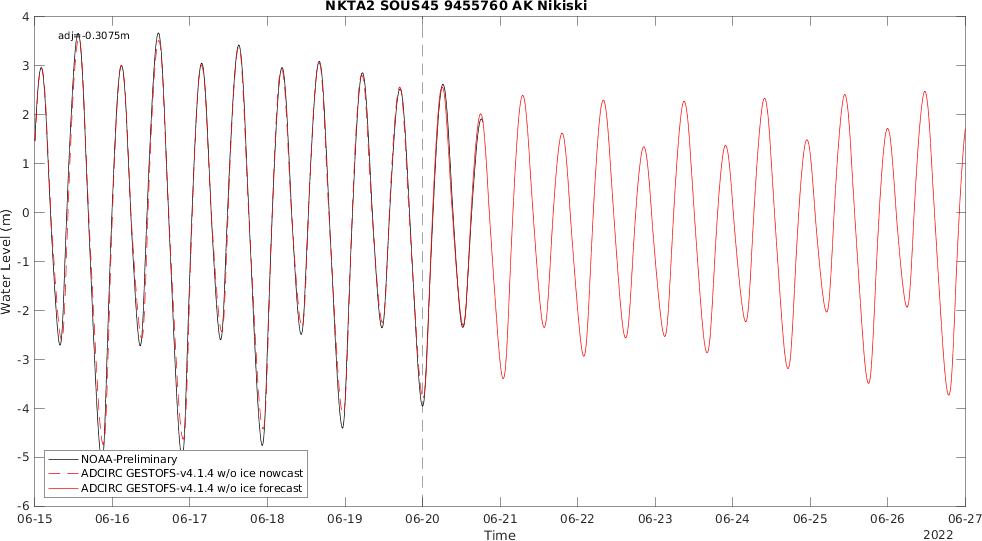 NKTA2 SOUS45 9455760 AK Nikiski
adj=-0.3075m
Water Level (m)
4
3
2
1
0
-1
-2
-3
-4
-5
-6
NOAA-Preliminary
ADCIRC GESTOFS-v4.1.4 w/o ice nowcast
ADCIRC GESTOFS-v4.1.4 w/o ice forecast
06-15 06-16 06-17 06-18 06-19 06-20 06-21 06-22 06-23 06-24 06-25 06-26 06-27
Time
2022